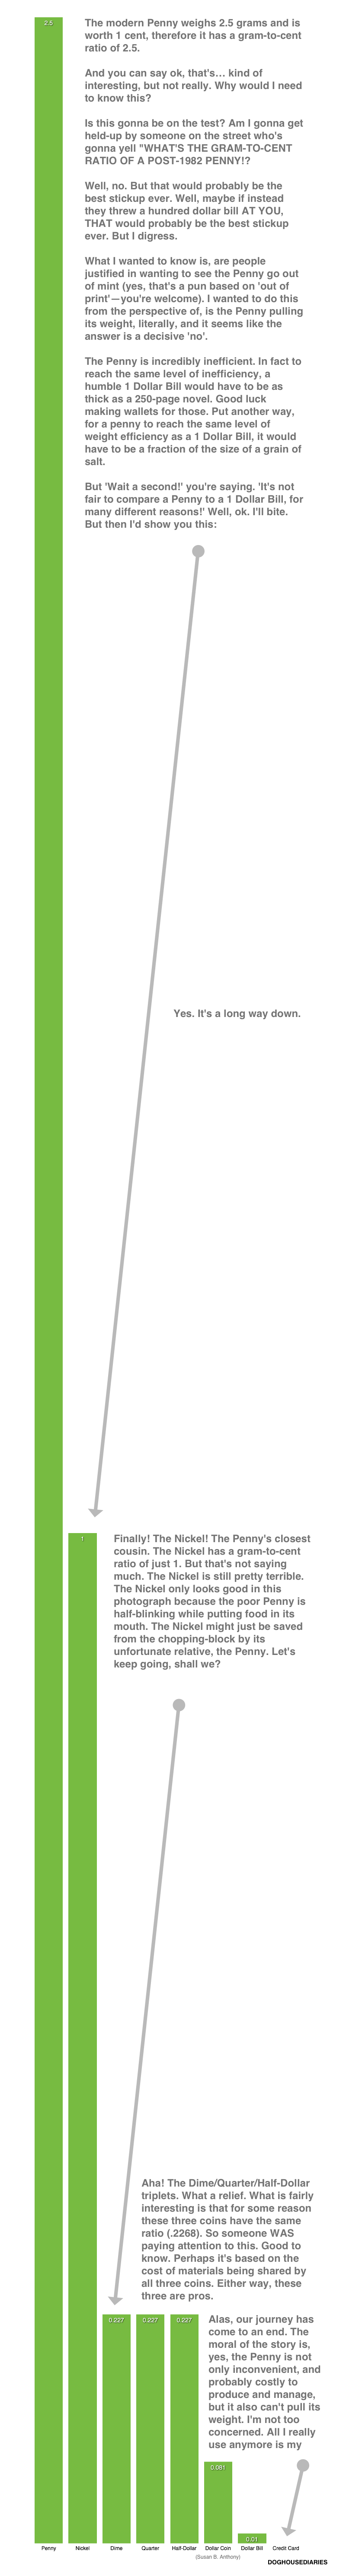 2.5
The modern Penny weighs 2.5 grams and is
worth 1 cent, therefore it has a gram-to-cent
ratio of 2.5.
And you can say ok, that's... kind of
interesting, but not really. Why would I need
to know this?
Is this gonna be on the test? Am I gonna get
held-up by someone on the street who's
gonna yell "WHAT'S THE GRAM-TO-CENT
RATIO OF A POST-1982 PENNY!?
Well, no. But that would probably be the
best stickup ever. Well, maybe if instead
they threw a hundred dollar bill AT YOU,
THAT would probably be the best stickup
ever. But I digress.
What I wanted to know is, are people
justified in wanting to see the Penny go out
of mint (yes, that's a pun based on 'out of
print'—you're welcome). I wanted to do this
from the perspective of, is the Penny pulling
its weight, literally, and it seems like the
answer is a decisive 'no'.
The Penny is incredibly inefficient. In fact to
reach the same level of inefficiency, a
humble 1 Dollar Bill would have to be as
thick as a 250-page novel. Good luck
making wallets for those. Put another way,
for a penny to reach the same level of
weight efficiency as a 1 Dollar Bill, it would
have to be a fraction of the size of a grain of
salt.
But 'Wait a second!' you're saying. 'It's not
fair to compare a Penny to a 1 Dollar Bill, for
many different reasons!' Well, ok. I'll bite.
But then I'd show you this:
Yes. It's a long way down.
1
Finally! The Nickel! The Penny's closest
cousin. The Nickel has a gram-to-cent
ratio of just 1. But that's not saying
much. The Nickel is still pretty terrible.
The Nickel only looks good in this
photograph because the poor Penny is
half-blinking while putting food in its
mouth. The Nickel might just be saved
from the chopping-block by its
unfortunate relative, the Penny. Let's
keep going, shall we?
Aha! The Dime/Quarter/Half-Dollar
triplets. What a relief. What is fairly
interesting is that for some reason
these three coins have the same
ratio (.2268). So someone WAS
paying attention to this. Good to
know. Perhaps it's based on the
cost of materials being shared by
all three coins. Either way, these
three are pros.
0.227 0.227 0.227
Alas, our journey has
come to an end. The
moral of the story is,
yes, the Penny is not
only inconvenient, and
probably costly to
produce and manage,
but it also can't pull its
weight. I'm not too
concerned. All I really
use anymore is my
0.081
0.01
Penny Nickel Dime Quarter Half-Dollar Dollar Coin Dollar Bill Credit Card
(Susan B. Anthony)
DOGHOUSEDIARIES